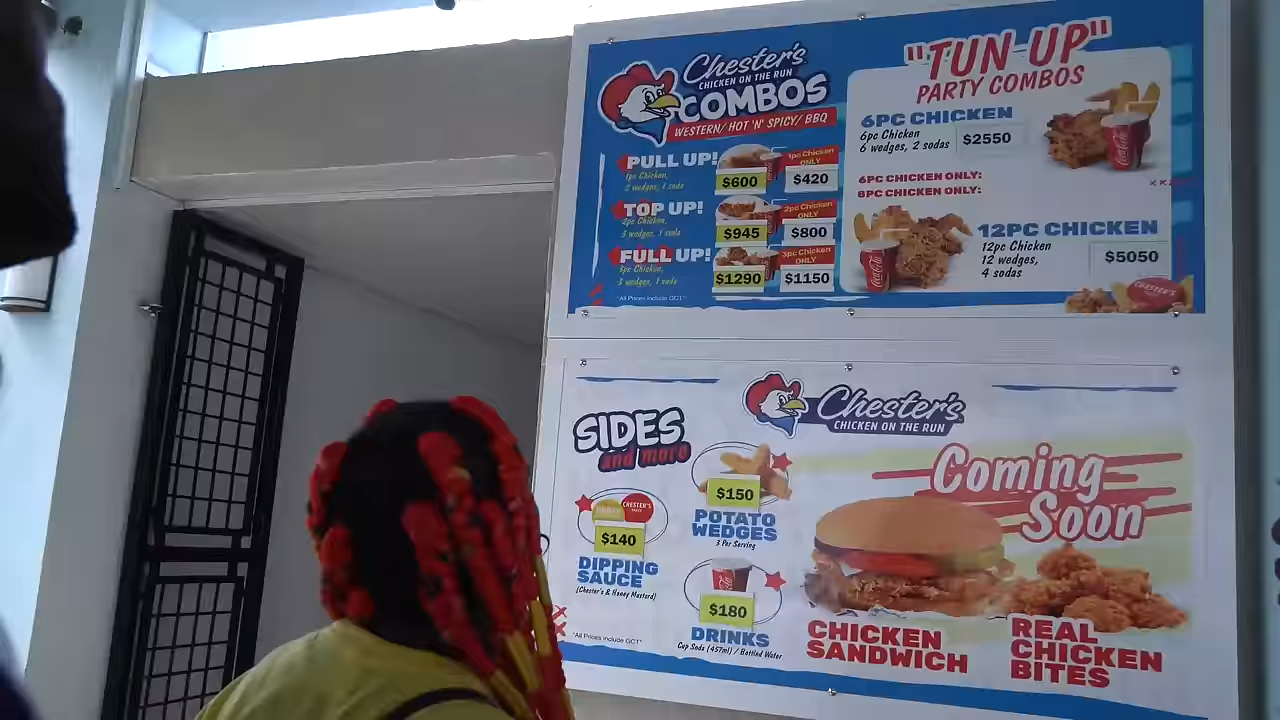 Chester's
CHICKEN ON THE RUN
COMBOS
WESTERN/ HOT 'N' SPICY/ BBQ
PULL UP!
1pc Chicken,
2 wedges, 1 soda
$600
1pc Chicken ONLY
$420
TOP UP!
2pc Chicken,
3 wedges, 1 soda
$945
2pc Chicken ONLY
$800
FULL UP!
3pc Chicken,
3 wedges, 1 soda
$1290
3pc Chicken ONLY
$1150
*All Prices include GCT*
"TUN UP"
PARTY COMBOS
6PC CHICKEN
6pc Chicken
6 wedges, 2 sodas
$2550
6PC CHICKEN ONLY:
8PC CHICKEN ONLY:
12PC CHICKEN
12pc Chicken
12 wedges,
4 sodas
$5050
Coca-Cola
CHESTER'S
Chester's
CHICKEN ON THE RUN
SIDES
and more
CHESTER'S
$140
DIPPING
SAUCE
(Chester's & Honey Mustard)
$150
POTATO
WEDGES
3 Per Serving
$180
DRINKS
Cup Soda (457ml) / Bottled Water
*All Prices include GCT*
Coming
Soon
CHICKEN
SANDWICH
REAL
CHICKEN
BITES